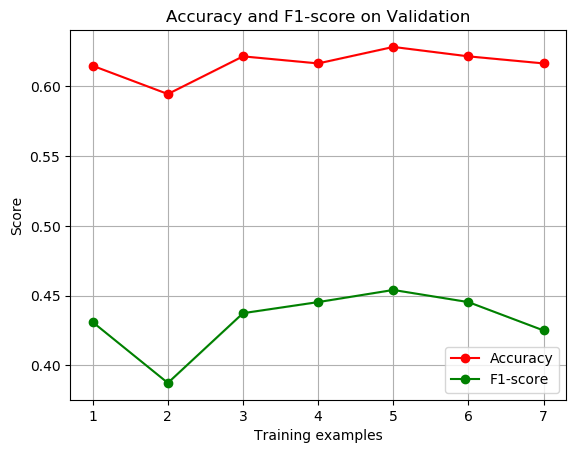 Accuracy and F1-score on Validation
Score
0.60
0.55
0.50
0.45
0.40
Accuracy
F1-score
1 2 3 4 5 6 7
Training examples